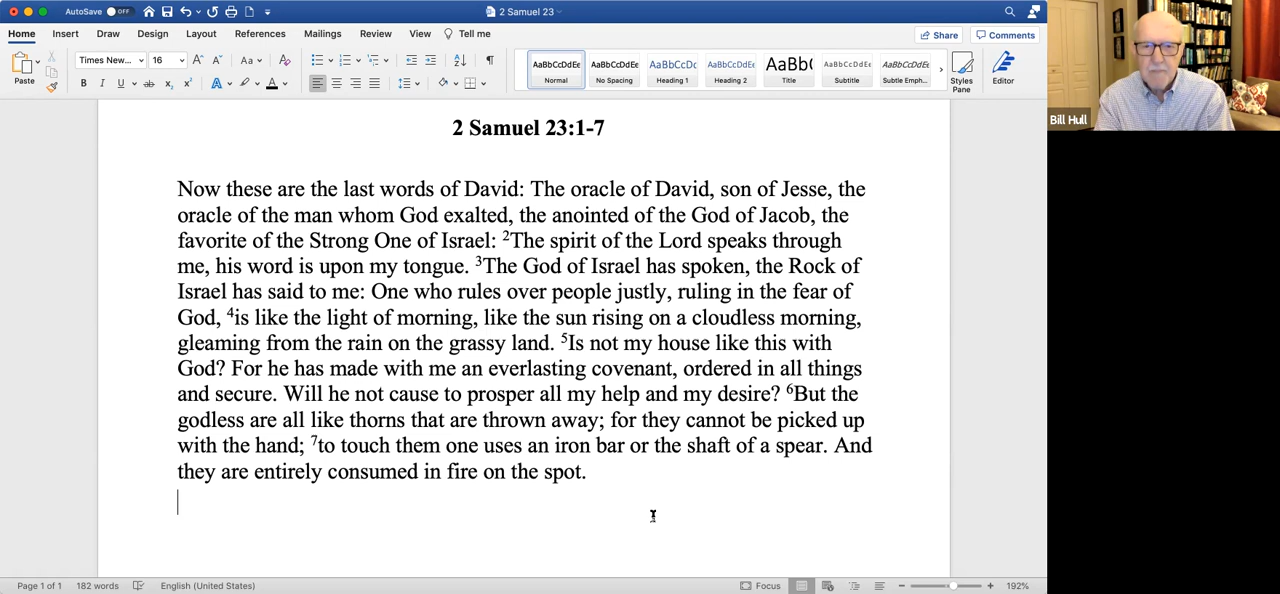 AutoSave OFF
2 Samuel 23
Home Insert Draw Design Layout References Mailings Review View Tell me
Share Comments
Paste
Times New... 16 A A Aa A
B I U ab x₂ x² A A
AaBbCcDdEe AaBbCcDdEe AaBbCcDc AaBbCcDdEe AaBb( AaBbCcDdEe AaBbCcDdEe
Normal No Spacing Heading 1 Heading 2 Title Subtitle Subtle Emph...
Styles Pane
Editor
Bill Hull
2 Samuel 23:1-7
Now these are the last words of David: The oracle of David, son of Jesse, the
oracle of the man whom God exalted, the anointed of the God of Jacob, the
favorite of the Strong One of Israel: ²The spirit of the Lord speaks through
me, his word is upon my tongue. ³The God of Israel has spoken, the Rock of
Israel has said to me: One who rules over people justly, ruling in the fear of
God, ⁴is like the light of morning, like the sun rising on a cloudless morning,
gleaming from the rain on the grassy land. ⁵Is not my house like this with
God? For he has made with me an everlasting covenant, ordered in all things
and secure. Will he not cause to prosper all my help and my desire? ⁶But the
godless are all like thorns that are thrown away; for they cannot be picked up
with the hand; ⁷to touch them one uses an iron bar or the shaft of a spear. And
they are entirely consumed in fire on the spot.
Page 1 of 1 182 words English (United States) Focus 192%